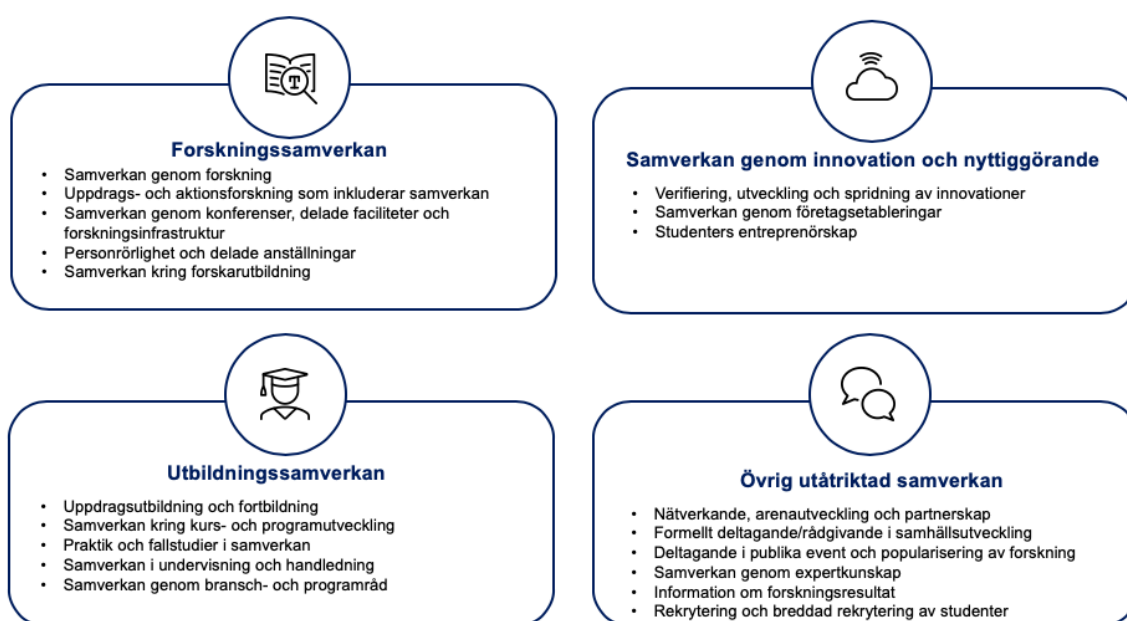 Forskningssamverkan
• Samverkan genom forskning
• Uppdrags- och aktionsforskning som inkluderar samverkan
• Samverkan genom konferenser, delade faciliteter och
forskningsinfrastruktur
• Personrörlighet och delade anställningar
• Samverkan kring forskarutbildning
Samverkan genom innovation och nyttiggörande
• Verifiering, utveckling och spridning av innovationer
• Samverkan genom företagsetableringar
• Studenters entreprenörskap
Utbildningssamverkan
• Uppdragsutbildning och fortbildning
• Samverkan kring kurs- och programutveckling
• Praktik och fallstudier i samverkan
• Samverkan i undervisning och handledning
• Samverkan genom bransch- och programråd
Övrig utåtriktad samverkan
• Nätverkande, arenautveckling och partnerskap
• Formellt deltagande/rådgivande i samhällsutveckling
• Deltagande i publika event och popularisering av forskning
• Samverkan genom expertkunskap
• Information om forskningsresultat
• Rekrytering och breddad rekrytering av studenter